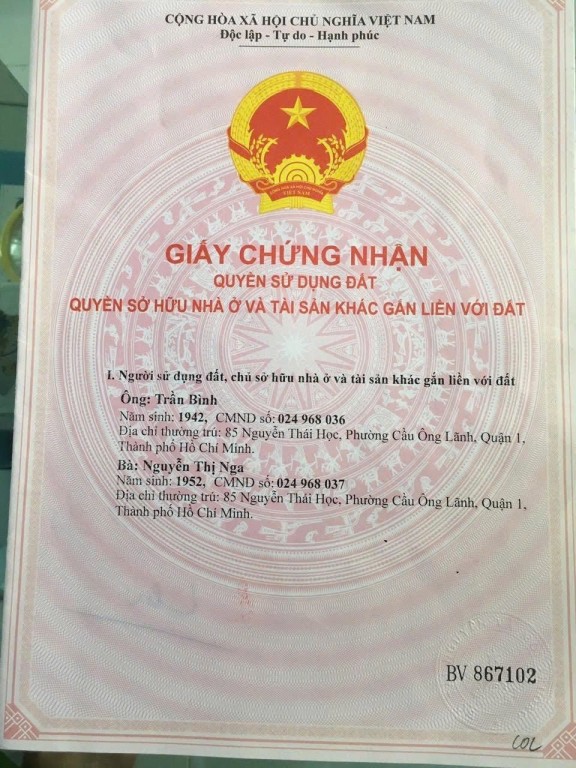 CỘNG HÒA XÃ HỘI CHỦ NGHĨA VIỆT NAM
Độc lập - Tự do - Hạnh phúc
VIỆT NAM
GIẤY CHỨNG NHẬN
QUYỀN SỬ DỤNG ĐẤT
QUYỀN SỞ HỮU NHÀ Ở VÀ TÀI SẢN KHÁC GẮN LIỀN VỚI ĐẤT
I. Người sử dụng đất, chủ sở hữu nhà ở và tài sản khác gắn liền với đất
Ông: Trần Bình
Năm sinh: 1942, CMND số: 024 968 036
Địa chỉ thường trú: 85 Nguyễn Thái Học, Phường Cầu Ông Lãnh, Quận 1,
Thành phố Hồ Chí Minh.
Bà: Nguyễn Thị Nga
Năm sinh: 1952, CMND số: 024 968 037
Địa chỉ thường trú: 85 Nguyễn Thái Học, Phường Cầu Ông Lãnh, Quận 1,
Thành phố Hồ Chí Minh.
BV 867102